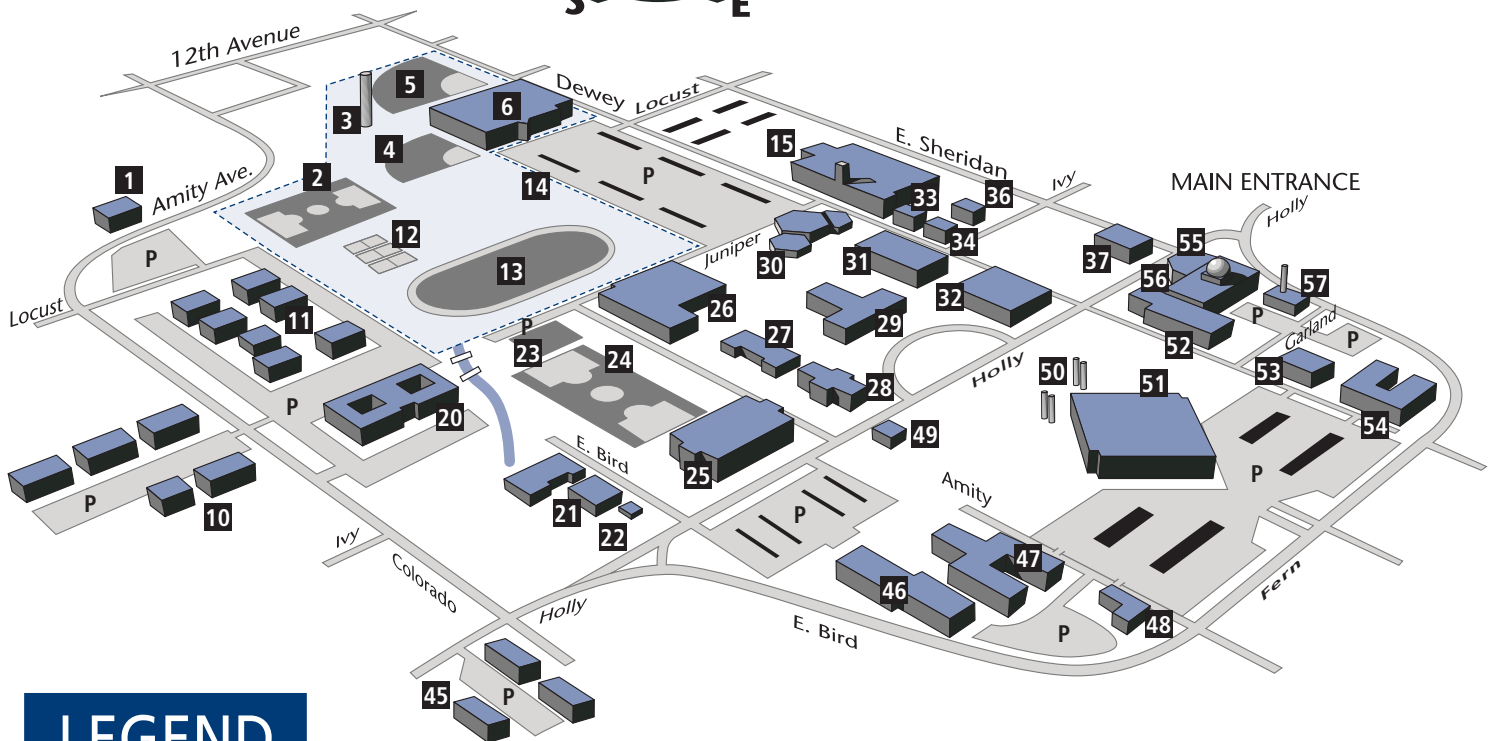 S E
12th Avenue
5
6
Dewey
Locust
3
4
15
E. Sheridan
1
2
14
P
33
36
Ivy
MAIN ENTRANCE
Holly
Amity Ave.
12
Juniper
30
34
37
55
P
13
31
56
57
Locust
11
26
32
29
52
P
Garland
P
P
23
24
27
28
Holly
50
51
53
P
20
25
49
54
E. Bird
P
10
21
22
P
Amity
P
Ivy
Colorado
46
47
Fern
Holly
E. Bird
P
48
45
P
LEGEND